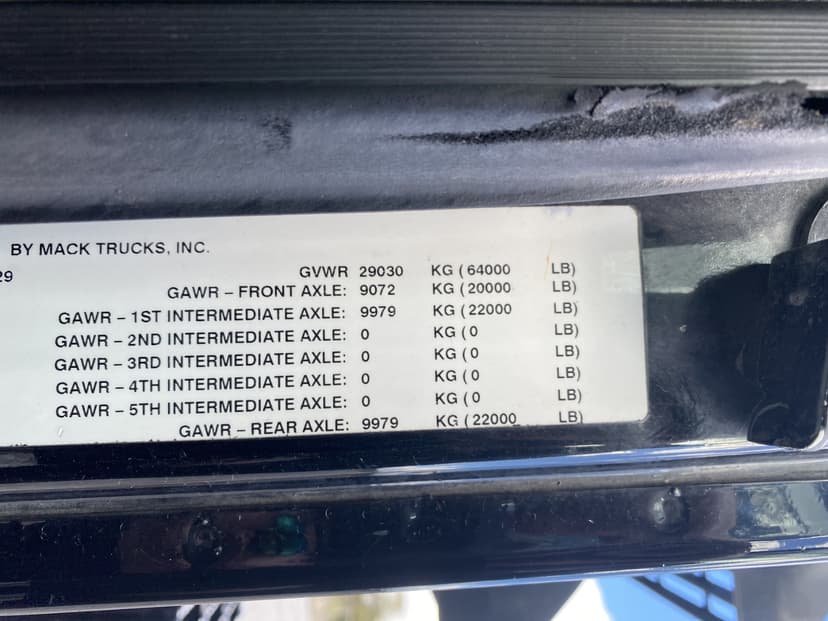 BY MACK TRUCKS, INC.
29 GVWR 29030 KG ( 64000 LB)
GAWR – FRONT AXLE: 9072 KG ( 20000 LB)
GAWR – 1ST INTERMEDIATE AXLE: 9979 KG ( 22000 LB)
GAWR – 2ND INTERMEDIATE AXLE: 0 KG ( 0 LB)
GAWR – 3RD INTERMEDIATE AXLE: 0 KG ( 0 LB)
GAWR – 4TH INTERMEDIATE AXLE: 0 KG ( 0 LB)
GAWR – 5TH INTERMEDIATE AXLE: 0 KG ( 0 LB)
GAWR – REAR AXLE: 9979 KG ( 22000 LB)